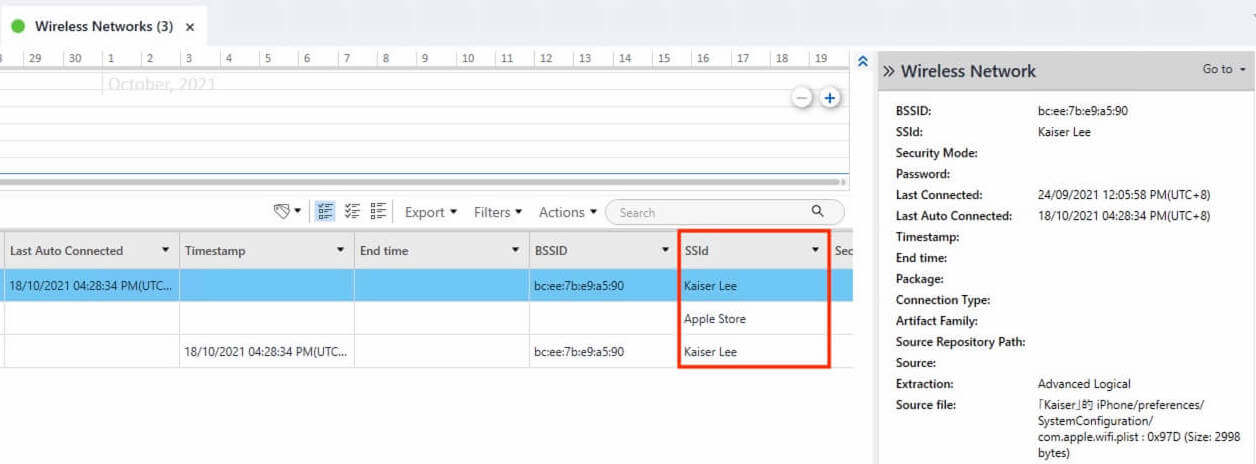 Wireless Networks (3) ×
29 30 1 2 3 4 5 6 7 8 9 10 11 12 13 14 15 16 17 18 19
October, 2021
Export Filters Actions Search
Last Auto Connected Timestamp End time BSSID SSId Sec
18/10/2021 04:28:34 PM(UTC... bc:ee:7b:e9:a5:90 Kaiser Lee
Apple Store
18/10/2021 04:28:34 PM(UTC... bc:ee:7b:e9:a5:90 Kaiser Lee
Wireless Network Go to
BSSID: bc:ee:7b:e9:a5:90
SSId: Kaiser Lee
Security Mode:
Password:
Last Connected: 24/09/2021 12:05:58 PM(UTC+8)
Last Auto Connected: 18/10/2021 04:28:34 PM(UTC+8)
Timestamp:
End time:
Package:
Connection Type:
Artifact Family:
Source Repository Path:
Source:
Extraction: Advanced Logical
Source file: 「Kaiser」的 iPhone/preferences/
SystemConfiguration/
com.apple.wifi.plist : 0x97D (Size: 2998
bytes)